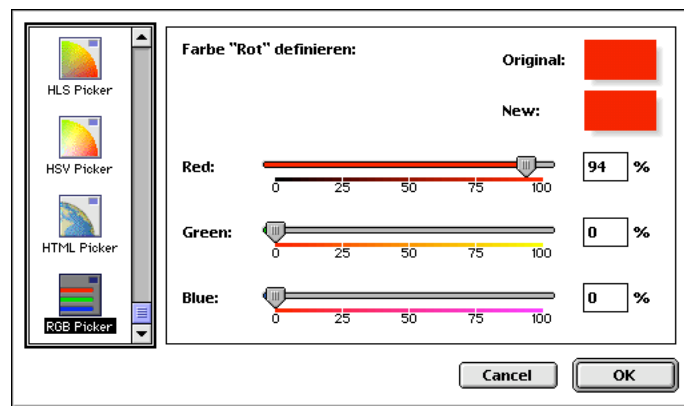 HLS Picker
HSV Picker
HTML Picker
RGB Picker
Farbe "Rot" definieren:
Original:
New:
Red:
94 %
0 25 50 75 100
Green:
0 %
0 25 50 75 100
Blue:
0 %
0 25 50 75 100
Cancel
OK